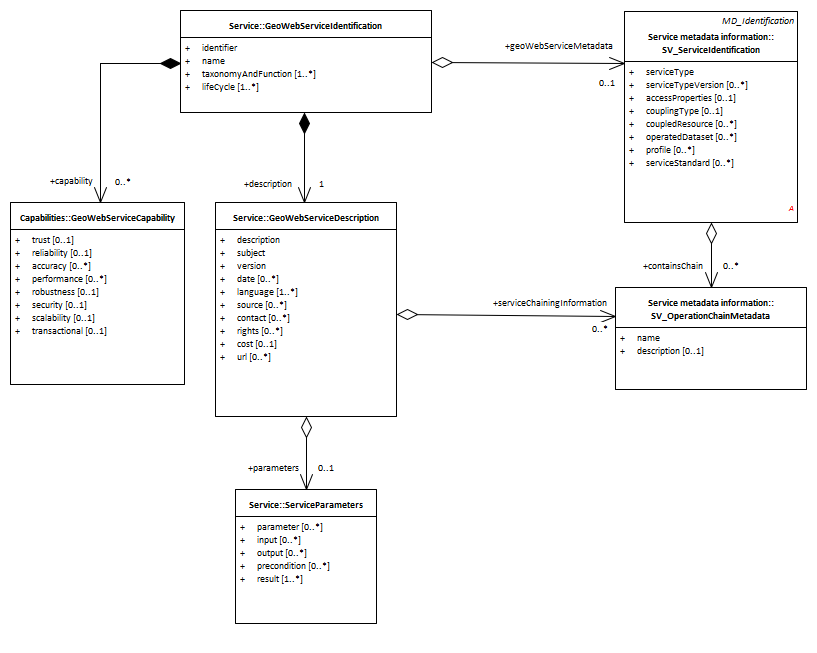 Service::GeoWebServiceIdentification
+ identifier
+ name
+ taxonomyAndFunction [1..*]
+ lifeCycle [1..*]
+geoWebServiceMetadata
0..1
MD_Identification
Service metadata information::
SV_ServiceIdentification
+ serviceType
+ serviceTypeVersion [0..*]
+ accessProperties [0..1]
+ couplingType [0..1]
+ coupledResource [0..*]
+ operatedDataset [0..*]
+ profile [0..*]
+ serviceStandard [0..*]
A
+capability 0..*
+description 1
Capabilities::GeoWebServiceCapability
+ trust [0..1]
+ reliability [0..1]
+ accuracy [0..*]
+ performance [0..*]
+ robustness [0..1]
+ security [0..1]
+ scalability [0..1]
+ transactional [0..1]
Service::GeoWebServiceDescription
+ description
+ subject
+ version
+ date [0..*]
+ language [1..*]
+ source [0..*]
+ contact [0..*]
+ rights [0..*]
+ cost [0..1]
+ url [0..*]
+containsChain 0..*
+serviceChainingInformation
0..*
Service metadata information::
SV_OperationChainMetadata
+ name
+ description [0..1]
+parameters 0..1
Service::ServiceParameters
+ parameter [0..*]
+ input [0..*]
+ output [0..*]
+ precondition [0..*]
+ result [1..*]